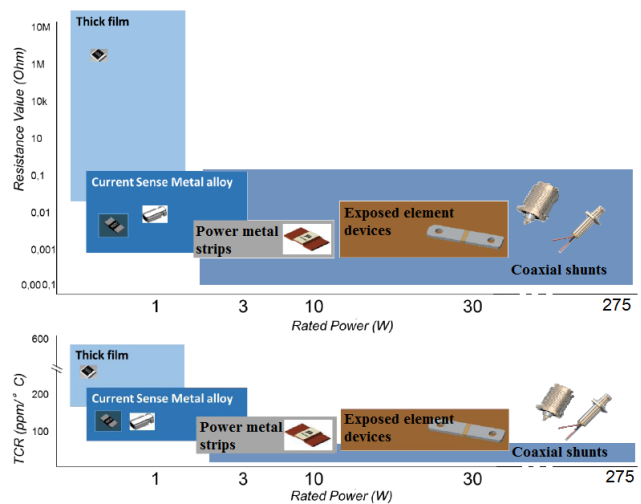 Thick film
10M
1M
10k
10
0,1
0,01
0,001
0,000,1
Resistance Value (Ohm)
Current Sense Metal alloy
Power metal
strips
Exposed element
devices
Coaxial shunts
1
3
10
30
275
Rated Power (W)
600
200
100
TCR (ppm/° C)
Thick film
Current Sense Metal alloy
Power metal
strips
Exposed element
devices
Coaxial shunts
1
3
10
30
275
Rated Power (W)